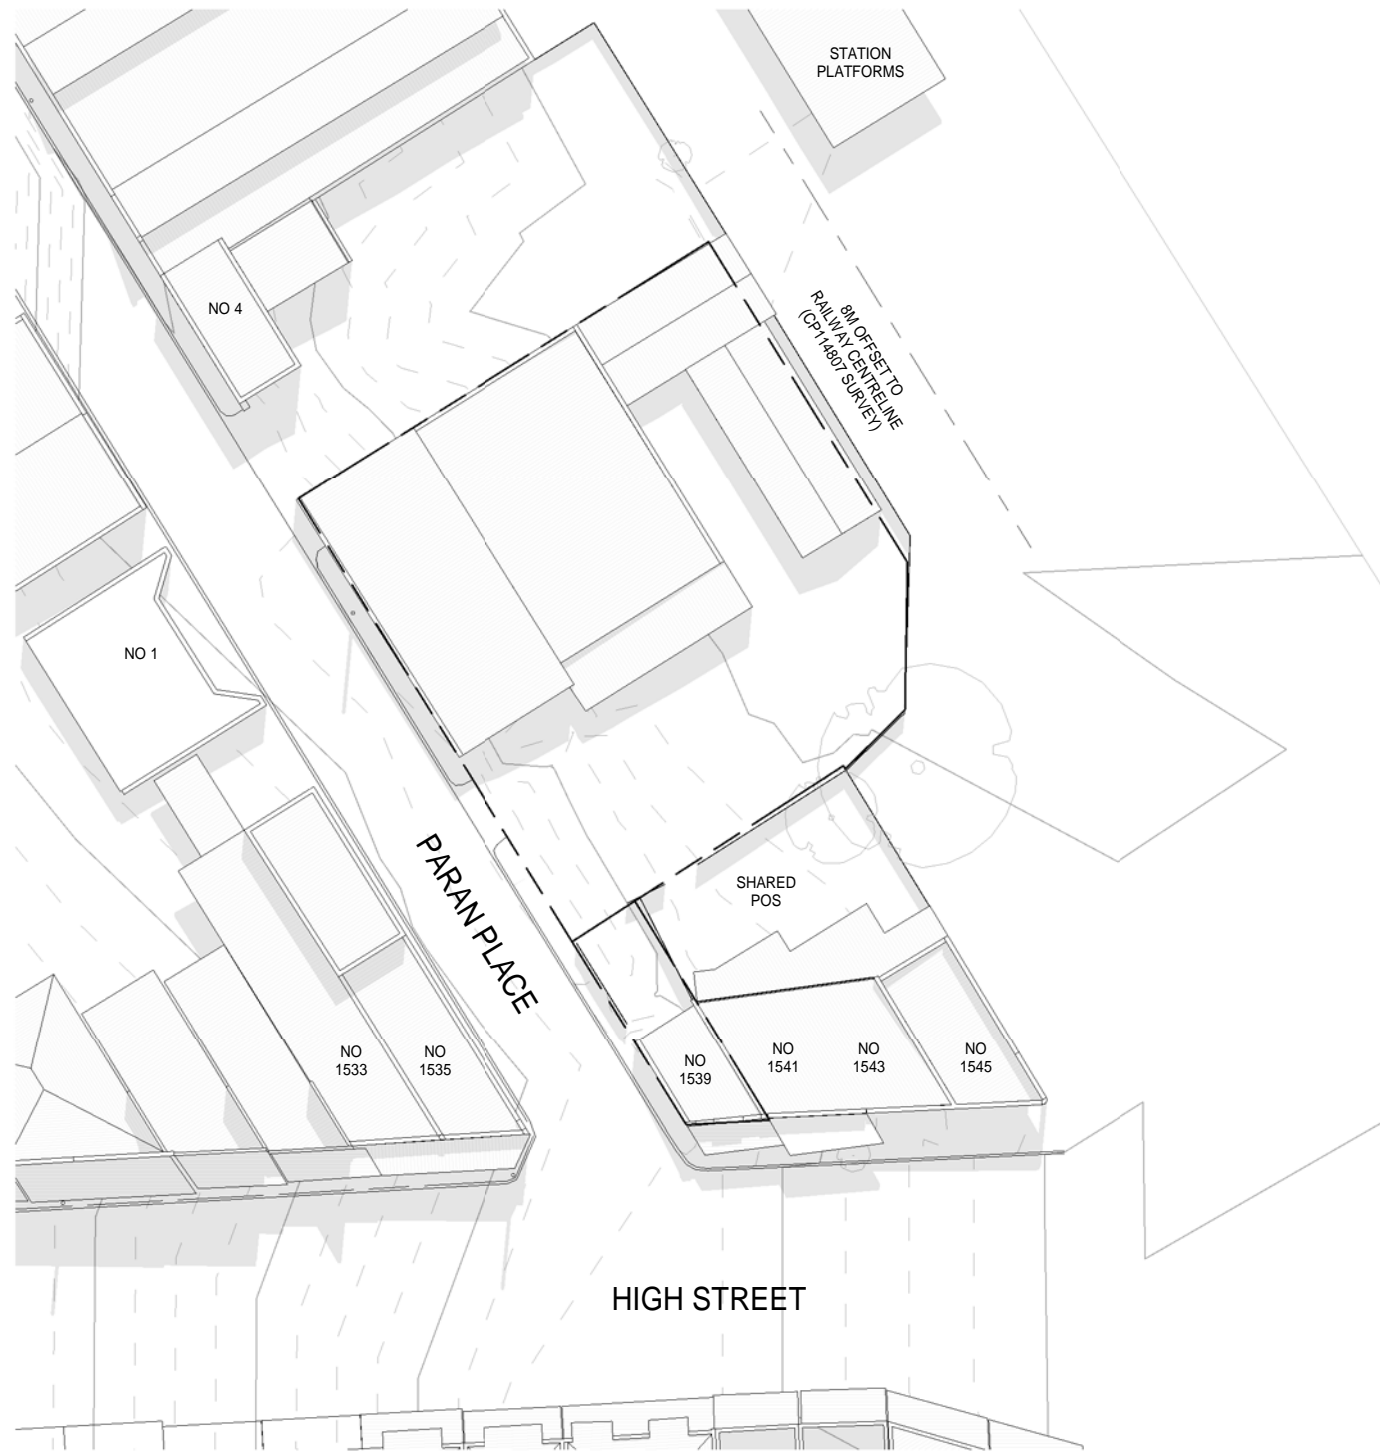 STATION
PLATFORMS
NO 4
8M OFFSET TO
RAILWAY CENTRELINE
(CP114807 SURVEY)
NO 1
PARAN PLACE
SHARED
POS
NO
1533
NO
1535
NO
1539
NO
1541
NO
1543
NO
1545
HIGH STREET